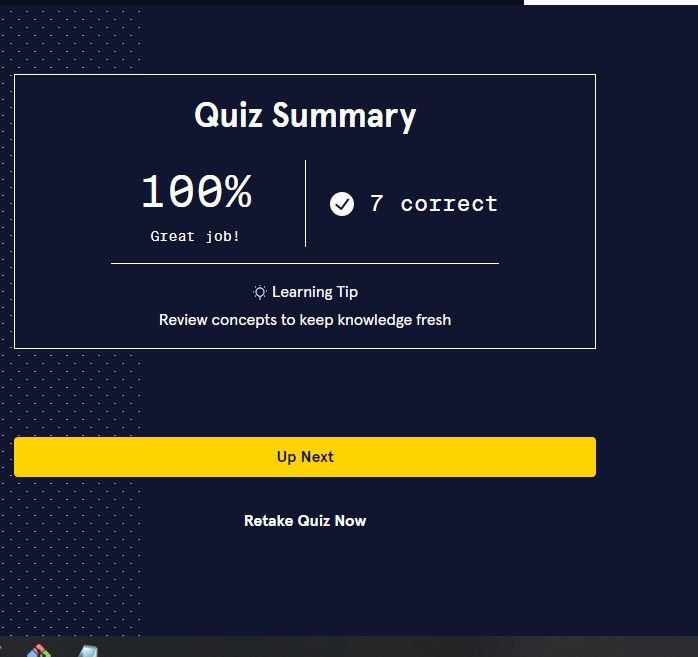 Quiz Summary
100%
Great job!
7 correct
Learning Tip
Review concepts to keep knowledge fresh
Up Next
Retake Quiz Now